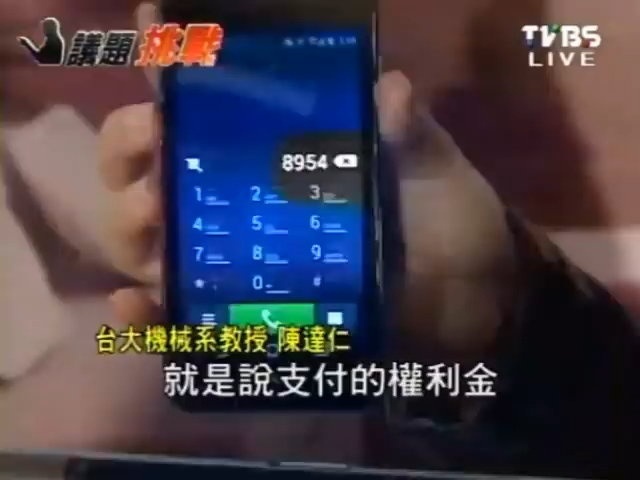 議題挑戰
TVBS
LIVE
8954
1 2 3
4 5 6
7 8 9
* 0 #
台大機械系教授 陳達仁
就是說支付的權利金